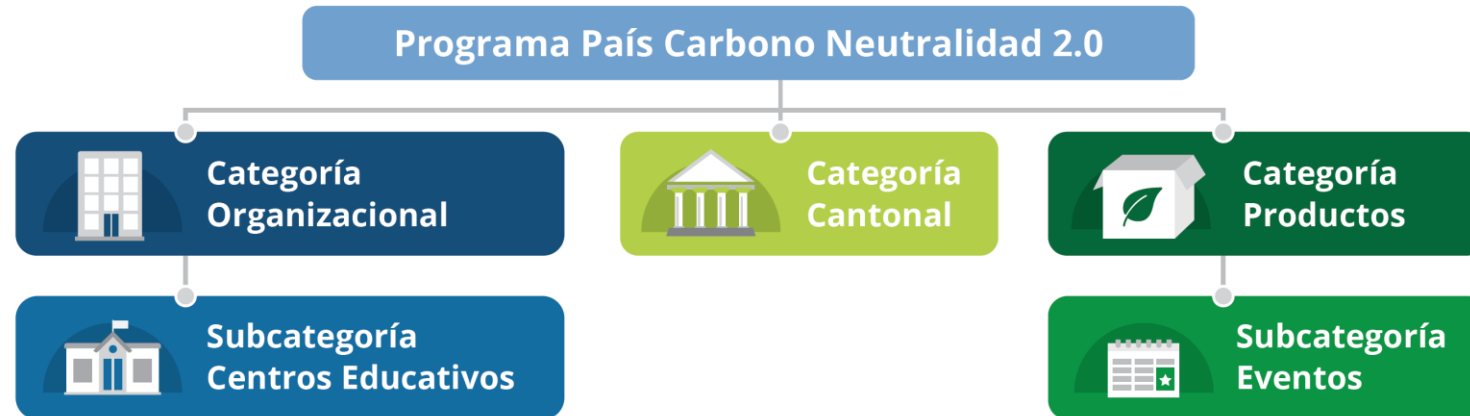 Programa País Carbono Neutralidad 2.0
Categoría
Organizacional
Categoría
Cantonal
Categoría
Productos
Subcategoría
Centros Educativos
Subcategoría
Eventos